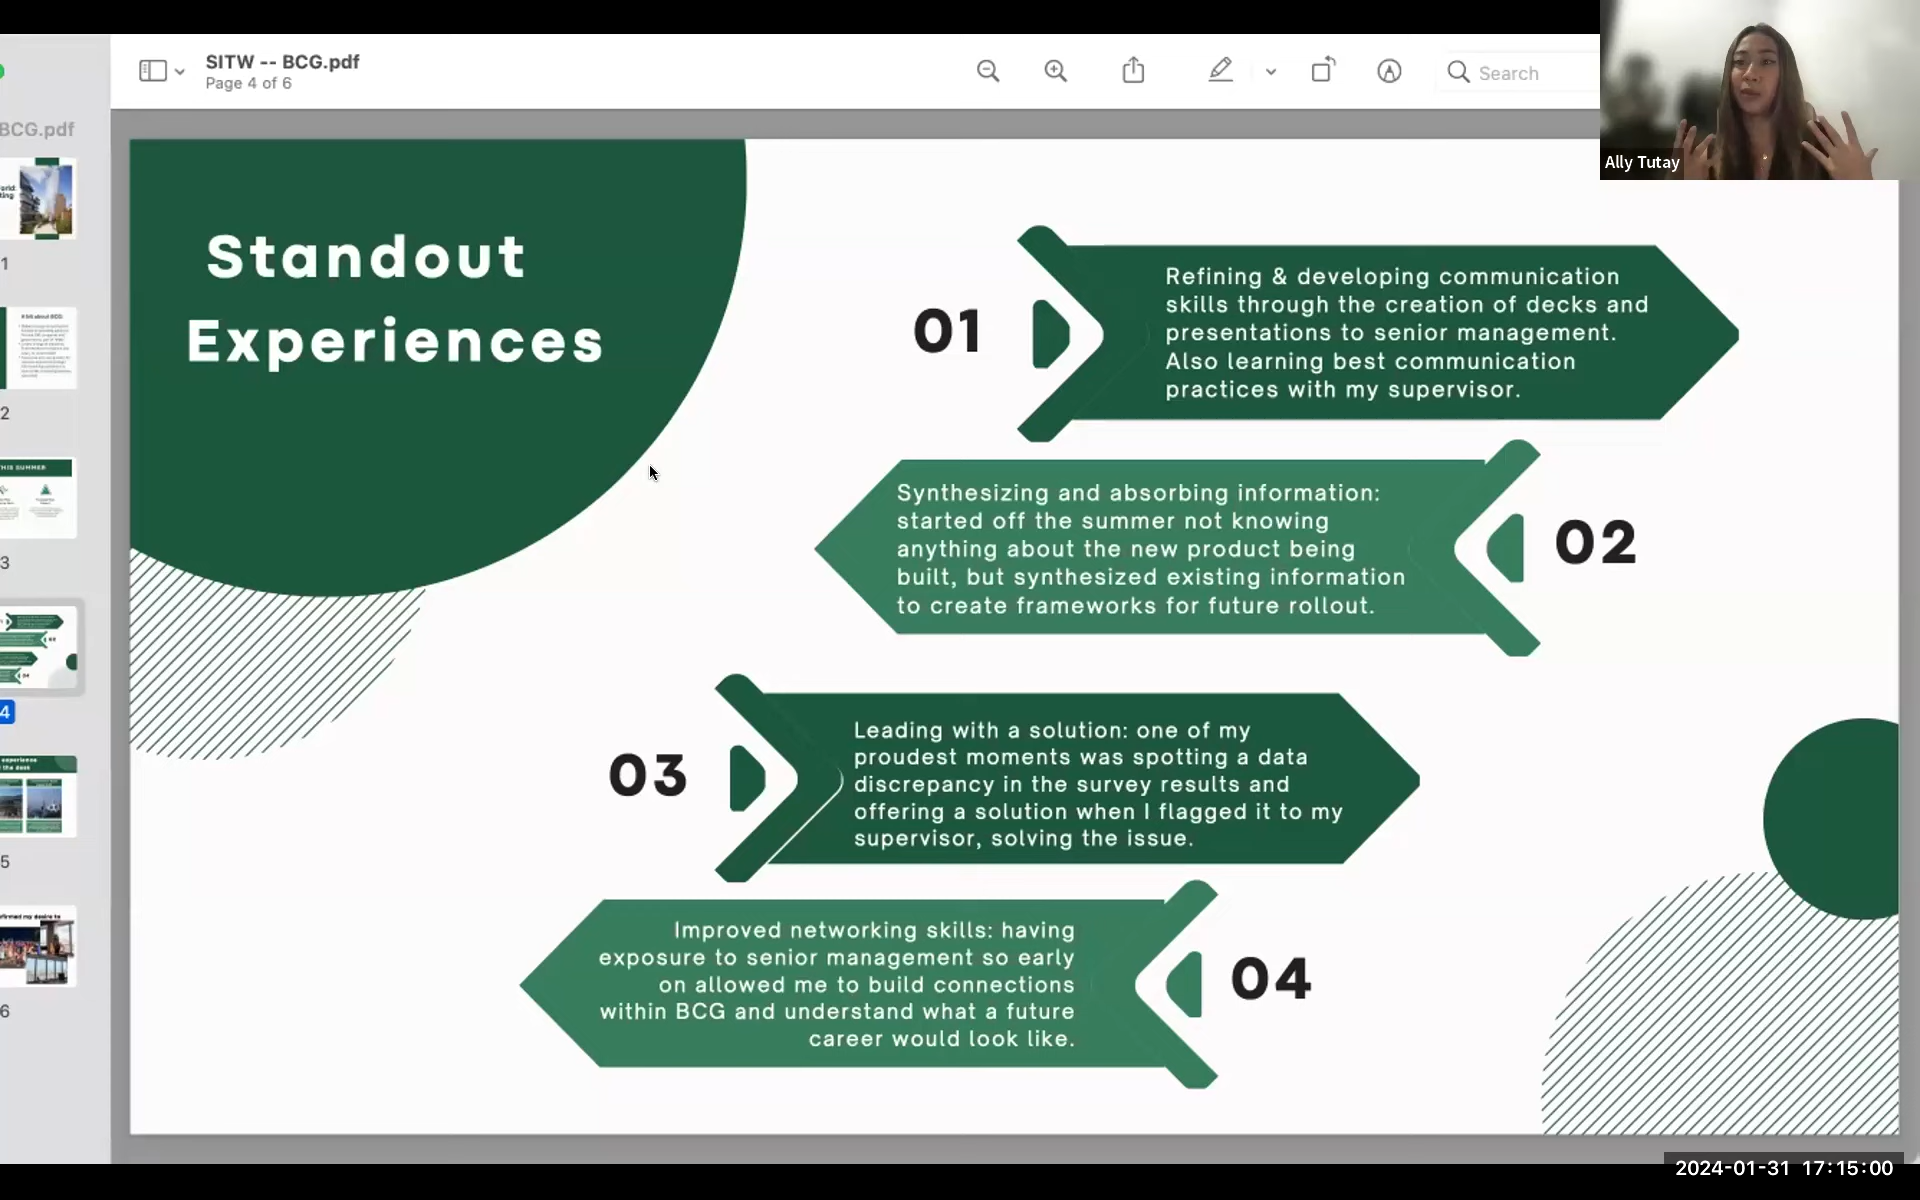 SITW -- BCG.pdf
Page 4 of 6
Search
Ally Tutay
BCG.pdf
1
2
3
4
5
6
THIS SUMMER
Standout
Experiences
01
Refining & developing communication
skills through the creation of decks and
presentations to senior management.
Also learning best communication
practices with my supervisor.
Synthesizing and absorbing information:
started off the summer not knowing
anything about the new product being
built, but synthesized existing information
to create frameworks for future rollout.
02
03
Leading with a solution: one of my
proudest moments was spotting a data
discrepancy in the survey results and
offering a solution when I flagged it to my
supervisor, solving the issue.
Improved networking skills: having
exposure to senior management so early
on allowed me to build connections
within BCG and understand what a future
career would look like.
04
2024-01-31 17:15:00